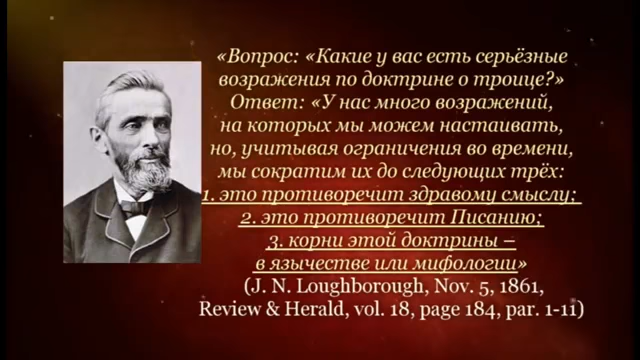 «Вопрос: «Какие у вас есть серьёзные
возражения по доктрине о троице?»
Ответ: «У нас много возражений,
на которых мы можем настаивать,
но, учитывая ограничения во времени,
мы сократим их до следующих трёх:
1. это противоречит здравому смыслу;
2. это противоречит Писанию;
3. корни этой доктрины –
в язычестве или мифологии»
(J. N. Loughborough, Nov. 5, 1861,
Review & Herald, vol. 18, page 184, par. 1-11)